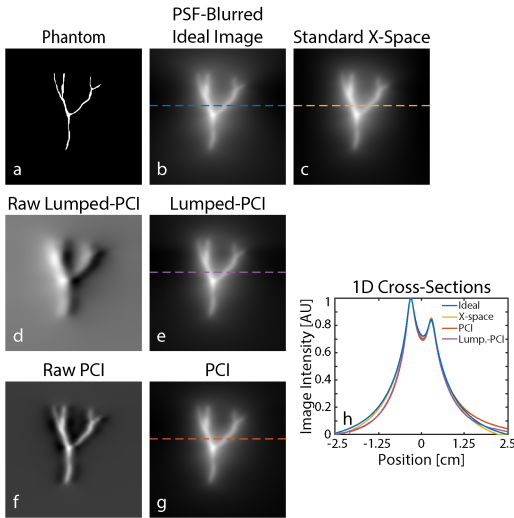 Phantom
PSF-Blurred
Ideal Image
Standard X-Space
a
b
c
Raw Lumped-PCI
Lumped-PCI
d
e
Raw PCI
PCI
f
g
1D Cross-Sections
Ideal
X-space
PCI
Lump.-PCI
Image Intensity [AU]
1
0.8
0.6
0.4
0.2
0
h
-2.5 -1.25 0 1.25 2.5
Position [cm]